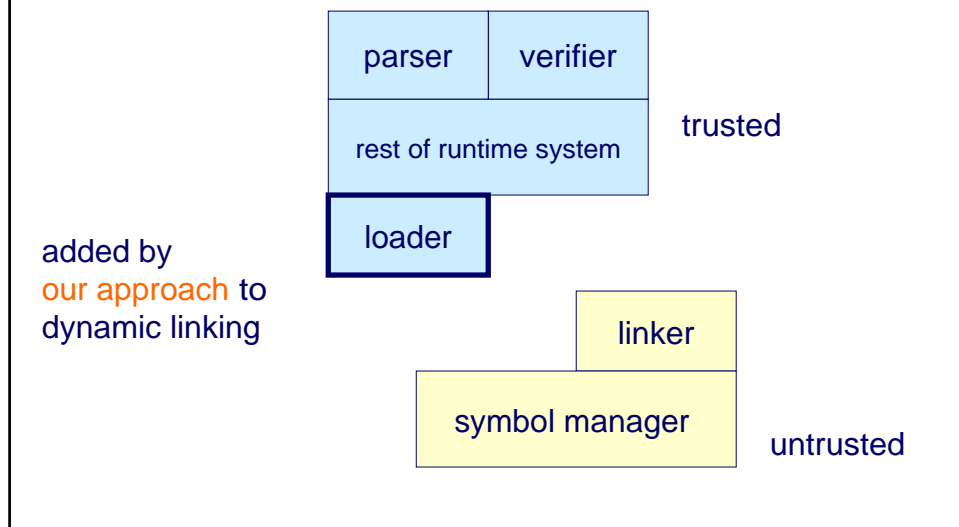 parser
verifier
trusted
rest of runtime system
loader
added by
our approach to
dynamic linking
linker
symbol manager
untrusted